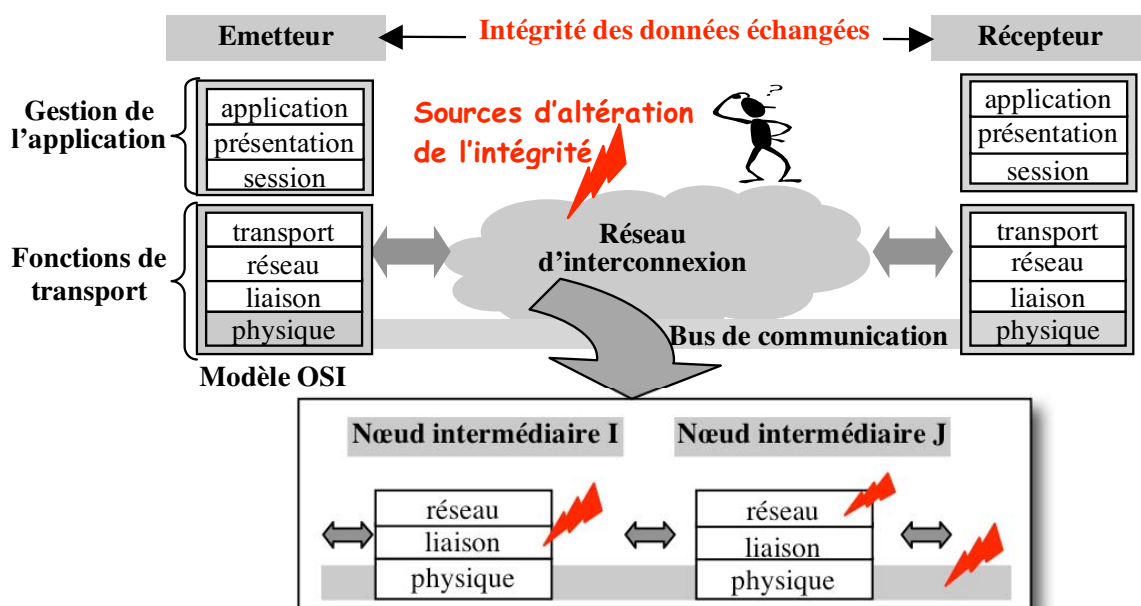 Emetteur
Intégrité des données échangées
Récepteur
Gestion de
l'application
application
présentation
session
Sources d'altération
de l'intégrité
?
application
présentation
session
Fonctions de
transport
transport
réseau
liaison
physique
Réseau
d'interconnexion
transport
réseau
liaison
physique
Bus de communication
Modèle OSI
Nœud intermédiaire I
Nœud intermédiaire J
réseau
liaison
physique
réseau
liaison
physique